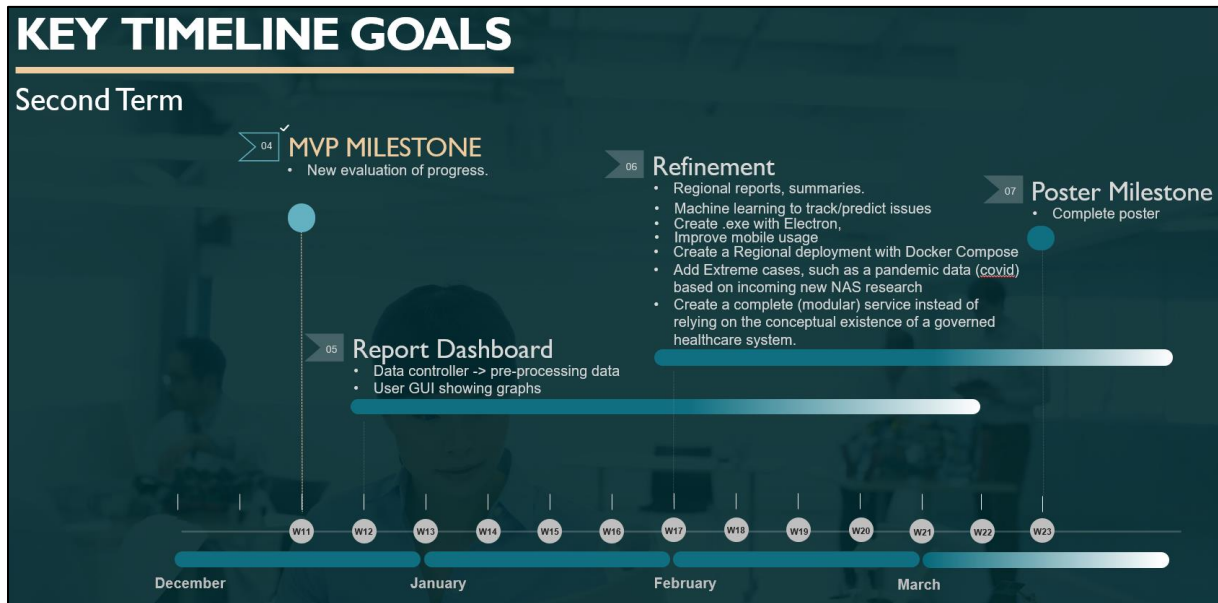 KEY TIMELINE GOALS
Second Term
04
MVP MILESTONE
• New evaluation of progress.
05
Report Dashboard
• Data controller -> pre-processing data
• User GUI showing graphs
06
Refinement
• Regional reports, summaries.
• Machine learning to track/predict issues
• Create .exe with Electron,
• Improve mobile usage
• Create a Regional deployment with Docker Compose
• Add Extreme cases, such as a pandemic data (covid)
based on incoming new NAS research
• Create a complete (modular) service instead of
relying on the conceptual existence of a governed
healthcare system.
07
Poster Milestone
• Complete poster
W11 W12 W13 W14 W15 W16 W17 W18 W19 W20 W21 W22 W23
December January February March